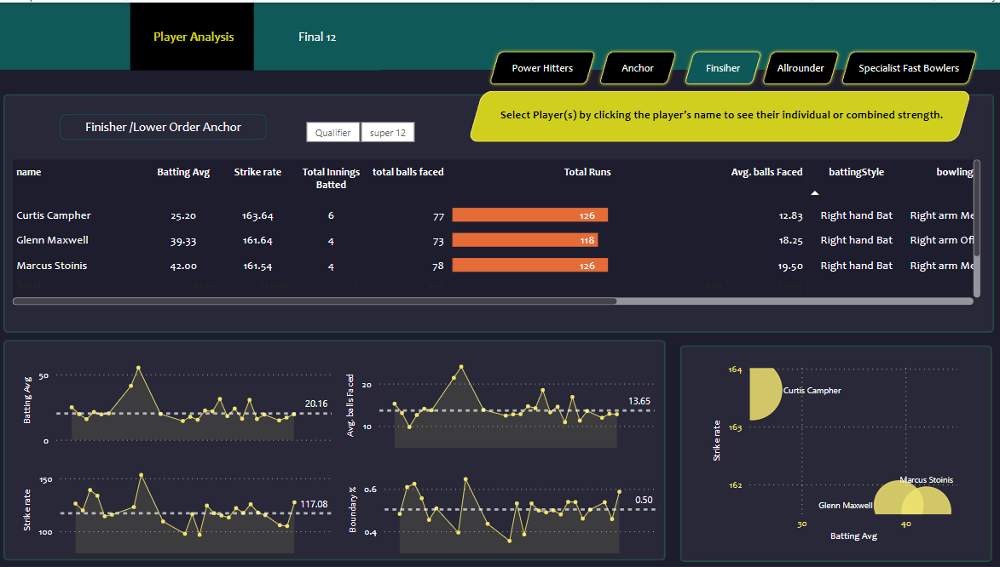 Player Analysis
Final 12
Power Hitters
Anchor
Finsiher
Allrounder
Specialist Fast Bowlers
Select Player(s) by clicking the player's name to see their individual or combined strength.
Finisher /Lower Order Anchor
Qualifier
super 12
name Batting Avg Strike rate Total Innings Batted total balls faced Total Runs Avg. balls Faced battingStyle bowling
Curtis Campher 25.20 163.64 6 77 126 12.83 Right hand Bat Right arm Me
Glenn Maxwell 39.33 161.64 4 73 118 18.25 Right hand Bat Right arm Off
Marcus Stoinis 42.00 161.54 4 78 126 19.50 Right hand Bat Right arm Me
Batting Avg
50
0
20.16
Avg. balls Faced
20
10
13.65
Strike rate
150
100
117.08
Boundary %
0.6
0.4
0.50
Strike rate
164
163
162
Curtis Campher
Marcus Stoinis
Glenn Maxwell
30
40
Batting Avg